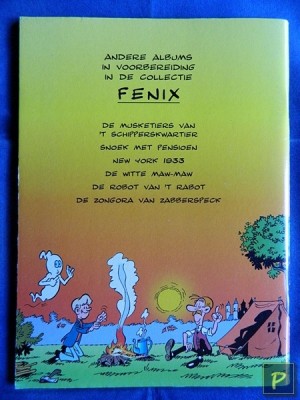 ANDERE ALBUMS
IN VOORBEREIDING
IN DE COLLECTIE
FENIX
DE MUSKETIERS VAN
'T SCHIPPERSKWARTIER
SNOEK MET PENSIOEN
NEW YORK 1933
DE WITTE MAW-MAW
DE ROBOT VAN 'T RABOT
DE ZONGORA VAN ZABBERSPECK
P